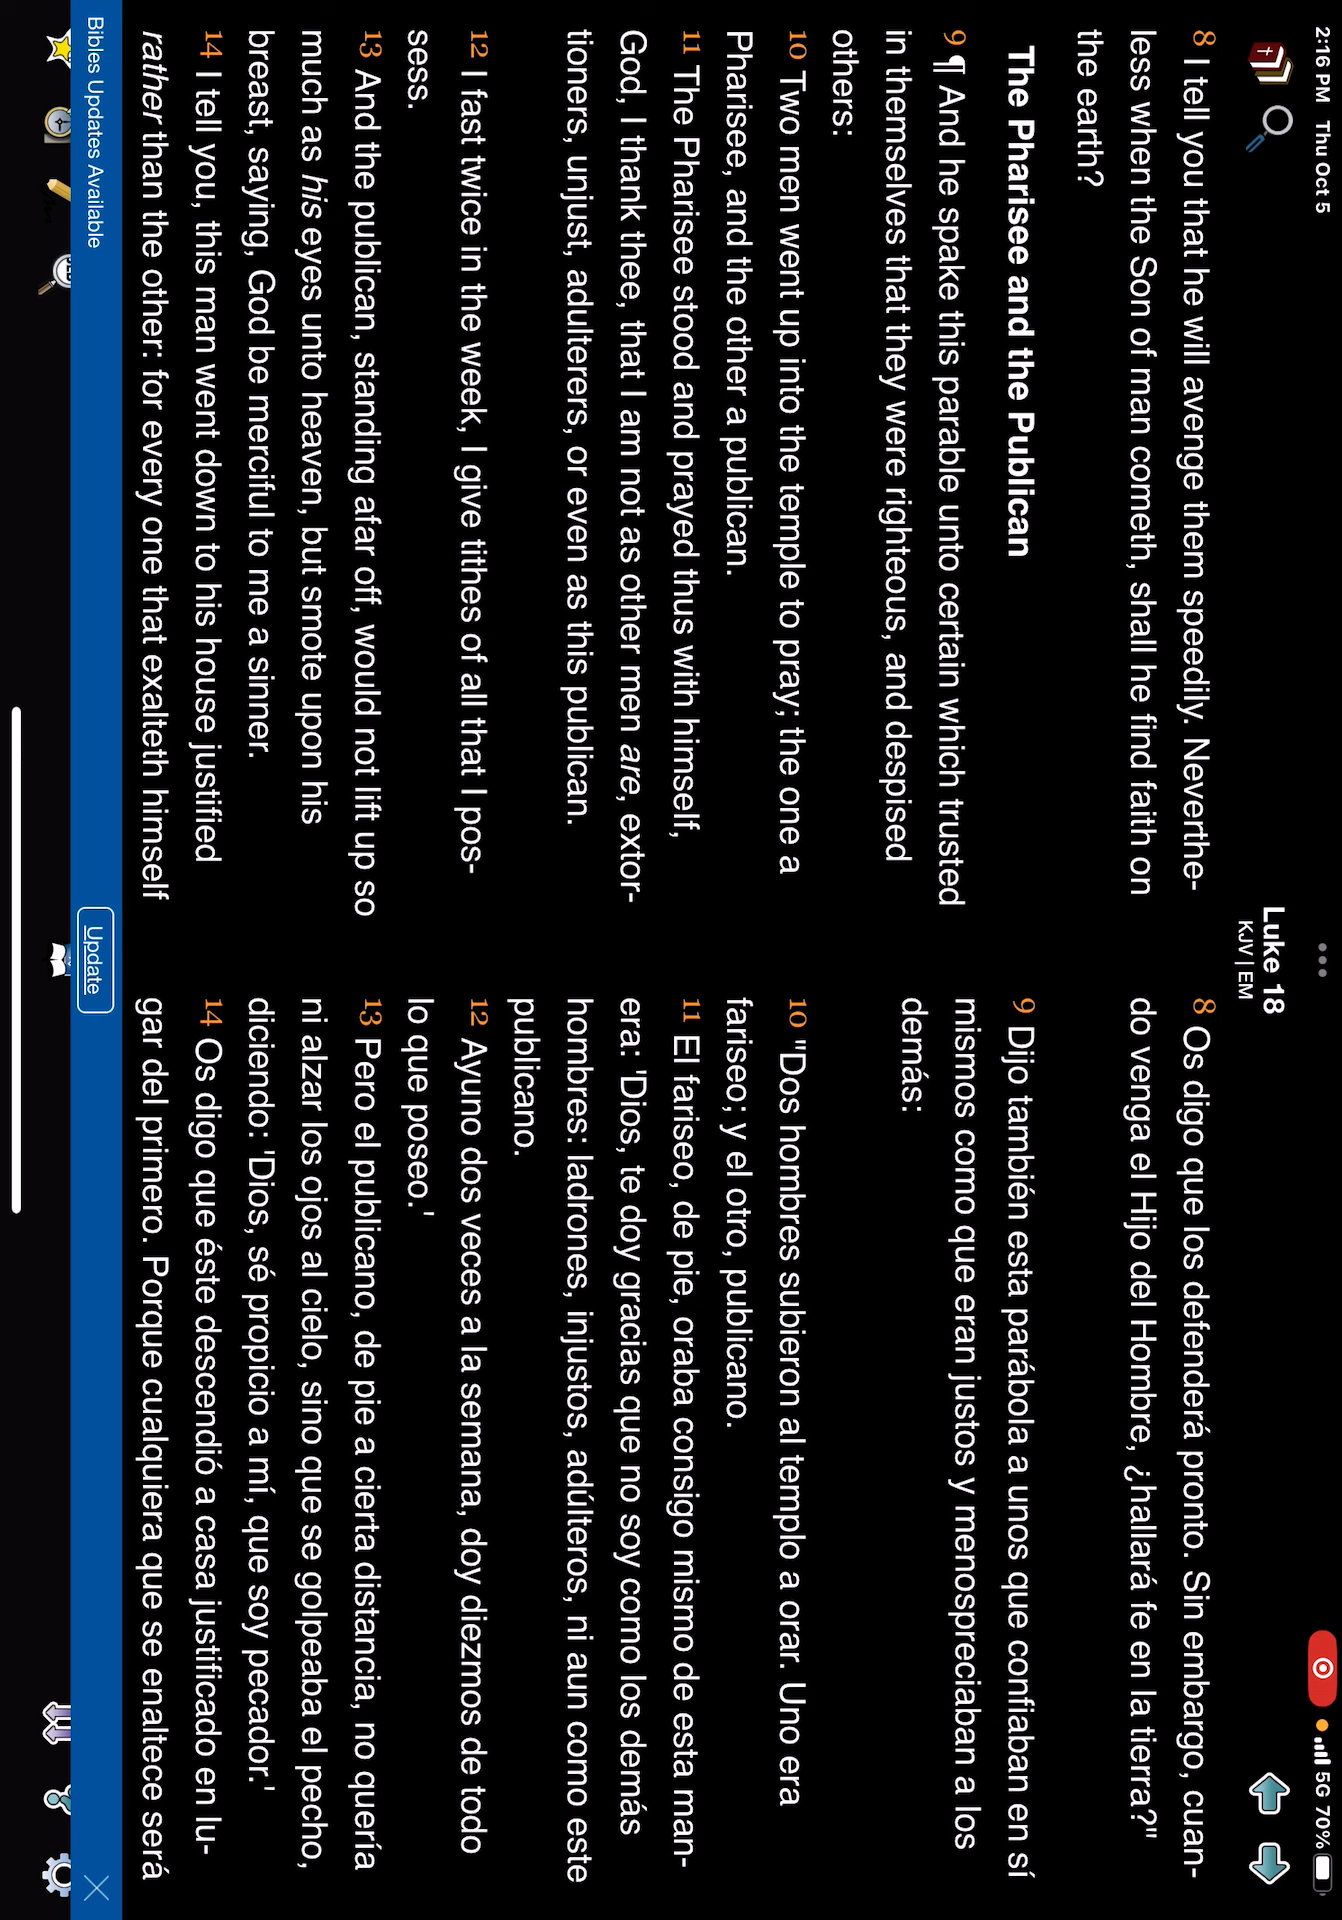 2:16 PM Thu Oct 5
5G 70%
Luke 18
KJV | EM
8 I tell you that he will avenge them speedily. Neverthe-
less when the Son of man cometh, shall he find faith on
the earth?
The Pharisee and the Publican
9 ¶ And he spake this parable unto certain which trusted
in themselves that they were righteous, and despised
others:
10 Two men went up into the temple to pray; the one a
Pharisee, and the other a publican.
11 The Pharisee stood and prayed thus with himself,
God, I thank thee, that I am not as other men are, extor-
tioners, unjust, adulterers, or even as this publican.
12 I fast twice in the week, I give tithes of all that I pos-
sess.
13 And the publican, standing afar off, would not lift up so
much as his eyes unto heaven, but smote upon his
breast, saying, God be merciful to me a sinner.
14 I tell you, this man went down to his house justified
rather than the other: for every one that exalteth himself
8 Os digo que los defenderá pronto. Sin embargo, cuan-
do venga el Hijo del Hombre, ¿hallará fe en la tierra?"
9 Dijo también esta parábola a unos que confiaban en sí
mismos como que eran justos y menospreciaban a los
demás:
10 "Dos hombres subieron al templo a orar. Uno era
fariseo; y el otro, publicano.
11 El fariseo, de pie, oraba consigo mismo de esta man-
era: 'Dios, te doy gracias que no soy como los demás
hombres: ladrones, injustos, adúlteros, ni aun como este
publicano.
12 Ayuno dos veces a la semana, doy diezmos de todo
lo que poseo.'
13 Pero el publicano, de pie a cierta distancia, no quería
ni alzar los ojos al cielo, sino que se golpeaba el pecho,
diciendo: 'Dios, sé propicio a mí, que soy pecador.'
14 Os digo que éste descendió a casa justificado en lu-
gar del primero. Porque cualquiera que se enaltece será
Bibles Updates Available
Update